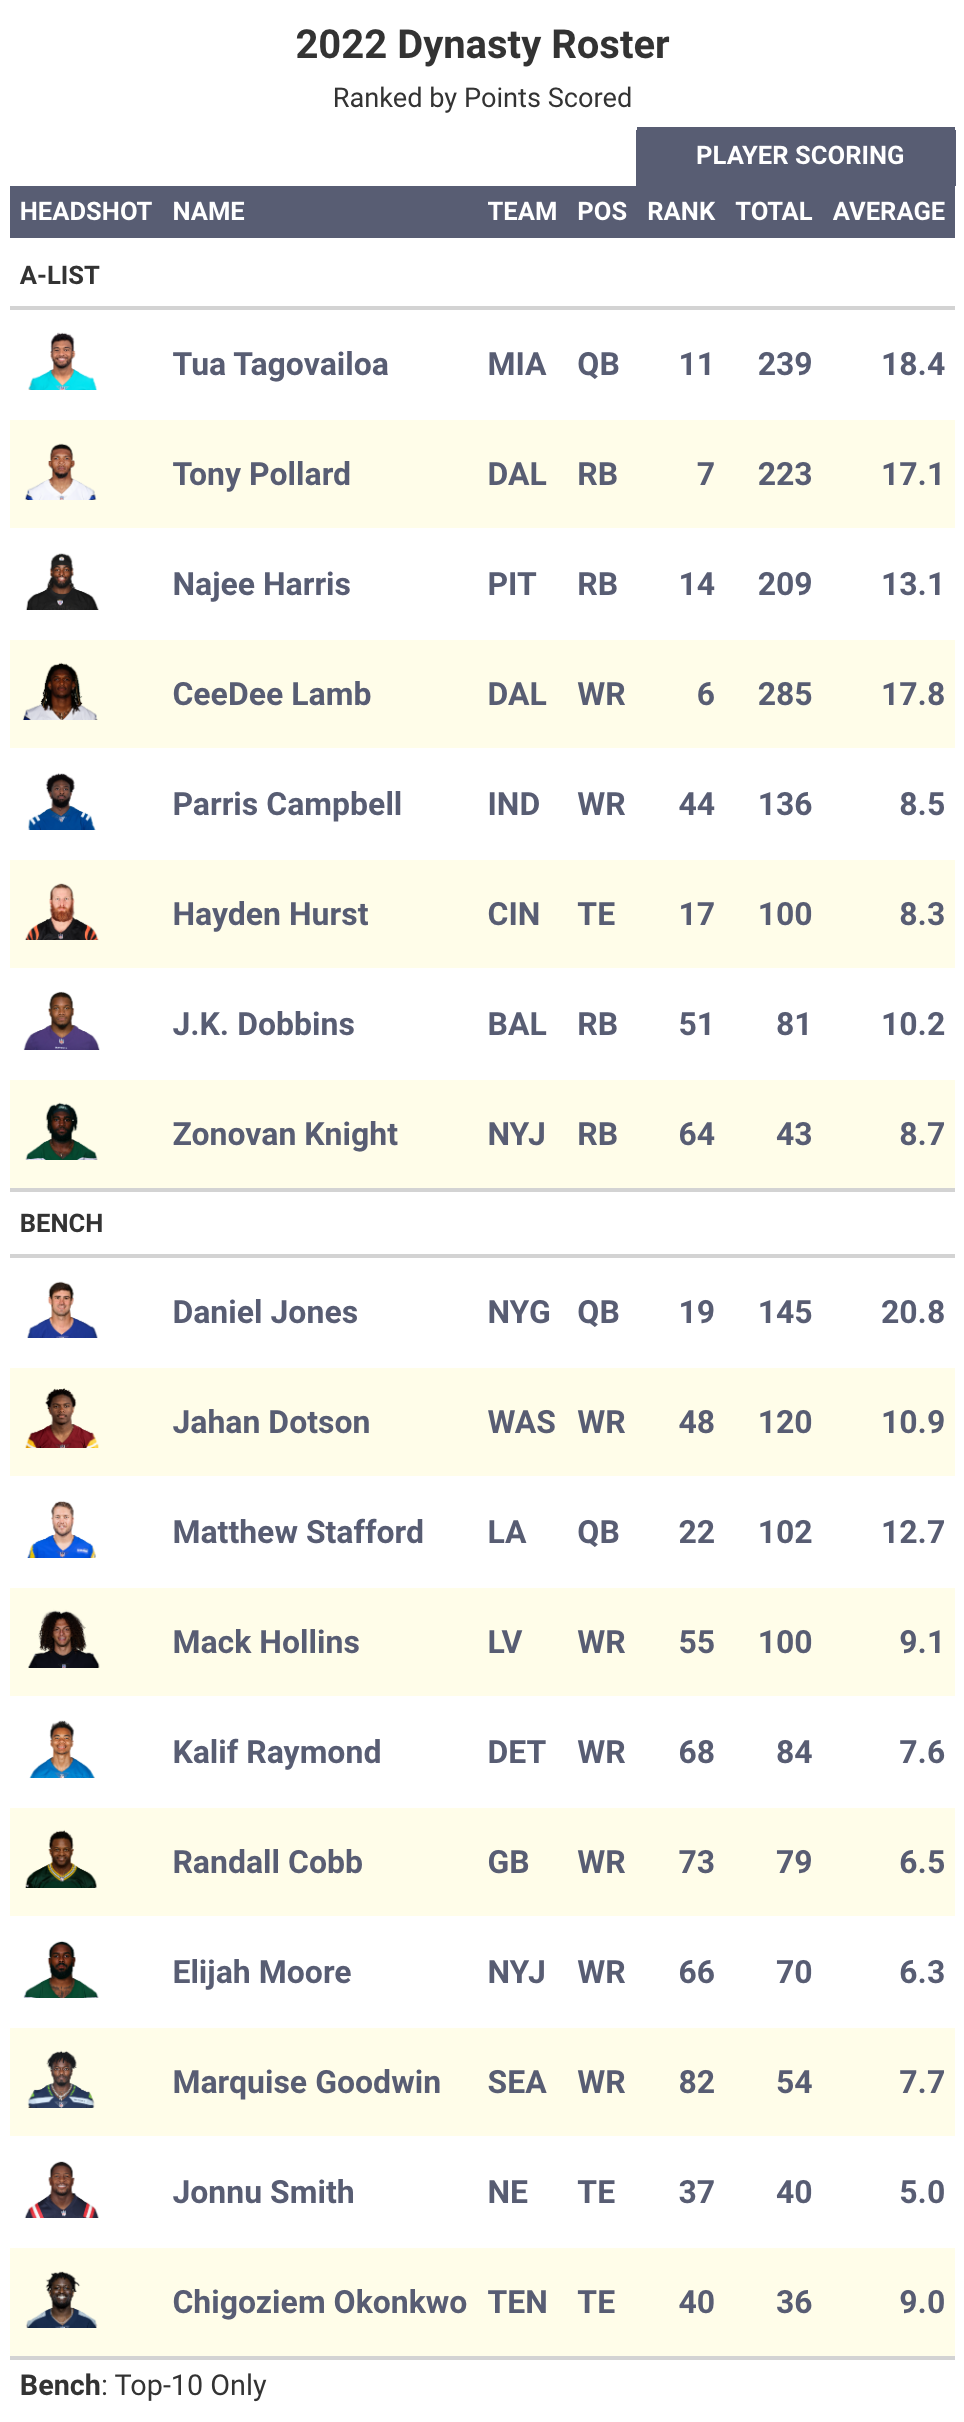 2022 Dynasty Roster
Ranked by Points Scored
PLAYER SCORING
HEADSHOT NAME TEAM POS RANK TOTAL AVERAGE
A-LIST
Tua Tagovailoa MIA QB 11 239 18.4
Tony Pollard DAL RB 7 223 17.1
Najee Harris PIT RB 14 209 13.1
CeeDee Lamb DAL WR 6 285 17.8
Parris Campbell IND WR 44 136 8.5
Hayden Hurst CIN TE 17 100 8.3
J.K. Dobbins BAL RB 51 81 10.2
Zonovan Knight NYJ RB 64 43 8.7
BENCH
Daniel Jones NYG QB 19 145 20.8
Jahan Dotson WAS WR 48 120 10.9
Matthew Stafford LA QB 22 102 12.7
Mack Hollins LV WR 55 100 9.1
Kalif Raymond DET WR 68 84 7.6
Randall Cobb GB WR 73 79 6.5
Elijah Moore NYJ WR 66 70 6.3
Marquise Goodwin SEA WR 82 54 7.7
Jonnu Smith NE TE 37 40 5.0
Chigoziem Okonkwo TEN TE 40 36 9.0
Bench: Top-10 Only